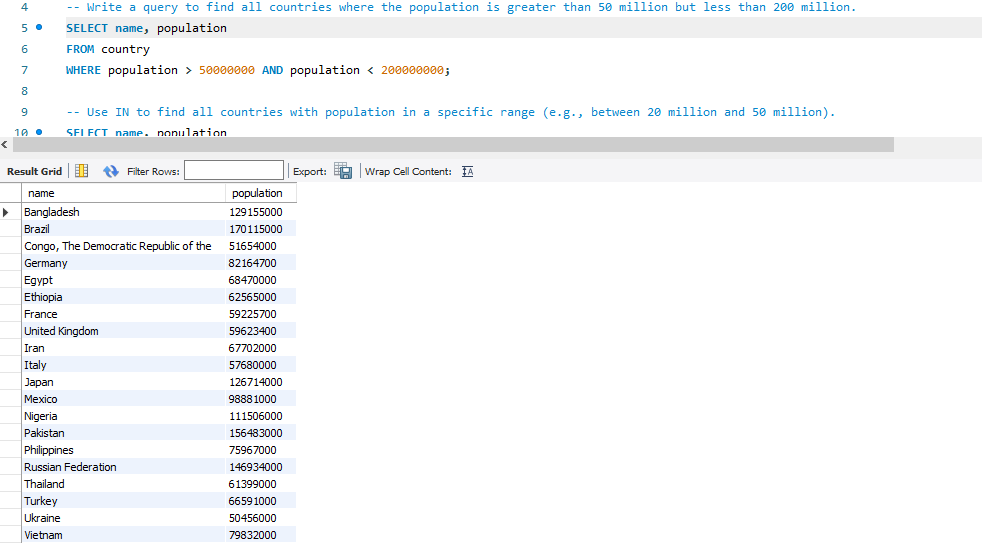 4 -- Write a query to find all countries where the population is greater than 50 million but less than 200 million.
5 SELECT name, population
6 FROM country
7 WHERE population > 50000000 AND population < 200000000;
8
9 -- Use IN to find all countries with population in a specific range (e.g., between 20 million and 50 million).
10 SELECT name, population
Result Grid Filter Rows: Export: Wrap Cell Content:
name population
Bangladesh 129155000
Brazil 170115000
Congo, The Democratic Republic of the 51654000
Germany 82164700
Egypt 68470000
Ethiopia 62565000
France 59225700
United Kingdom 59623400
Iran 67702000
Italy 57680000
Japan 126714000
Mexico 98881000
Nigeria 111506000
Pakistan 156483000
Philippines 75967000
Russian Federation 146934000
Thailand 61399000
Turkey 66591000
Ukraine 50456000
Vietnam 79832000